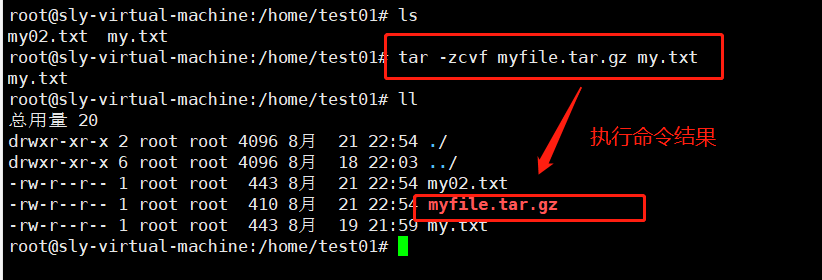 root@sly-virtual-machine:/home/test01# ls
my02.txt  my.txt
root@sly-virtual-machine:/home/test01# tar -zcvf myfile.tar.gz my.txt
my.txt
root@sly-virtual-machine:/home/test01# ll
总用量 20
drwxr-xr-x 2 root root 4096 8月  21 22:54 ./
drwxr-xr-x 6 root root 4096 8月  18 22:03 ../
-rw-r--r-- 1 root root  443 8月  21 22:54 my02.txt
-rw-r--r-- 1 root root  410 8月  21 22:54 myfile.tar.gz
-rw-r--r-- 1 root root  443 8月  19 21:59 my.txt
root@sly-virtual-machine:/home/test01#
执行命令结果